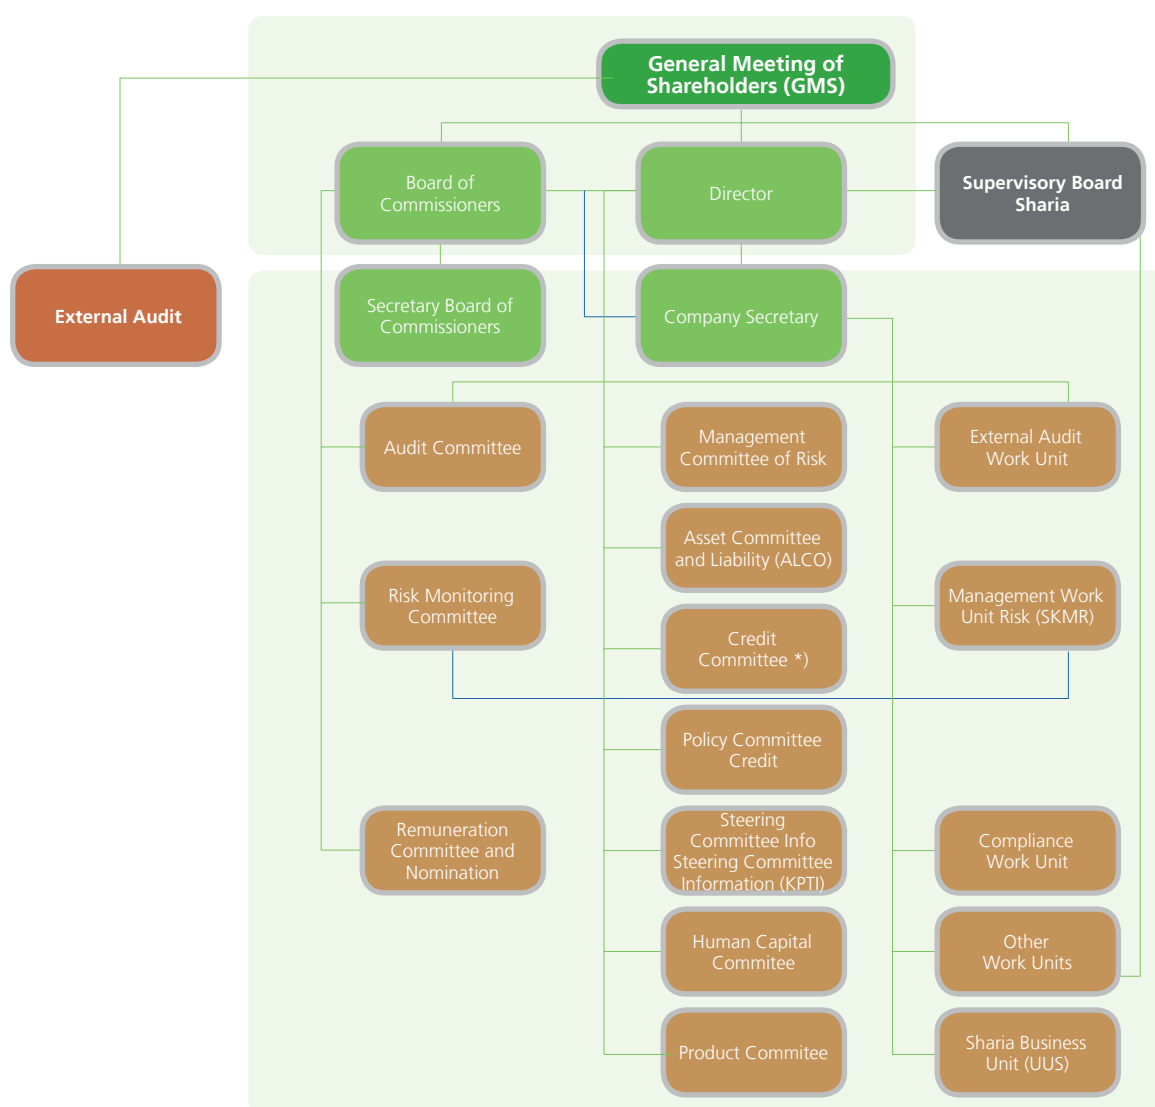 General Meeting of
Shareholders (GMS)
Board of
Commissioners
Director
Supervisory Board
Sharia
External Audit
Secretary Board of
Commissioners
Company Secretary
Audit Committee
Management
Committee of Risk
External Audit
Work Unit
Asset Committee
and Liability (ALCO)
Risk Monitoring
Committee
Management Work
Unit Risk (SKMR)
Credit
Committee *)
Policy Committee
Credit
Remuneration
Committee and
Nomination
Steering
Committee Info
Steering Committee
Information (KPTI)
Compliance
Work Unit
Human Capital
Commitee
Other
Work Units
Product Commitee
Sharia Business
Unit (UUS)